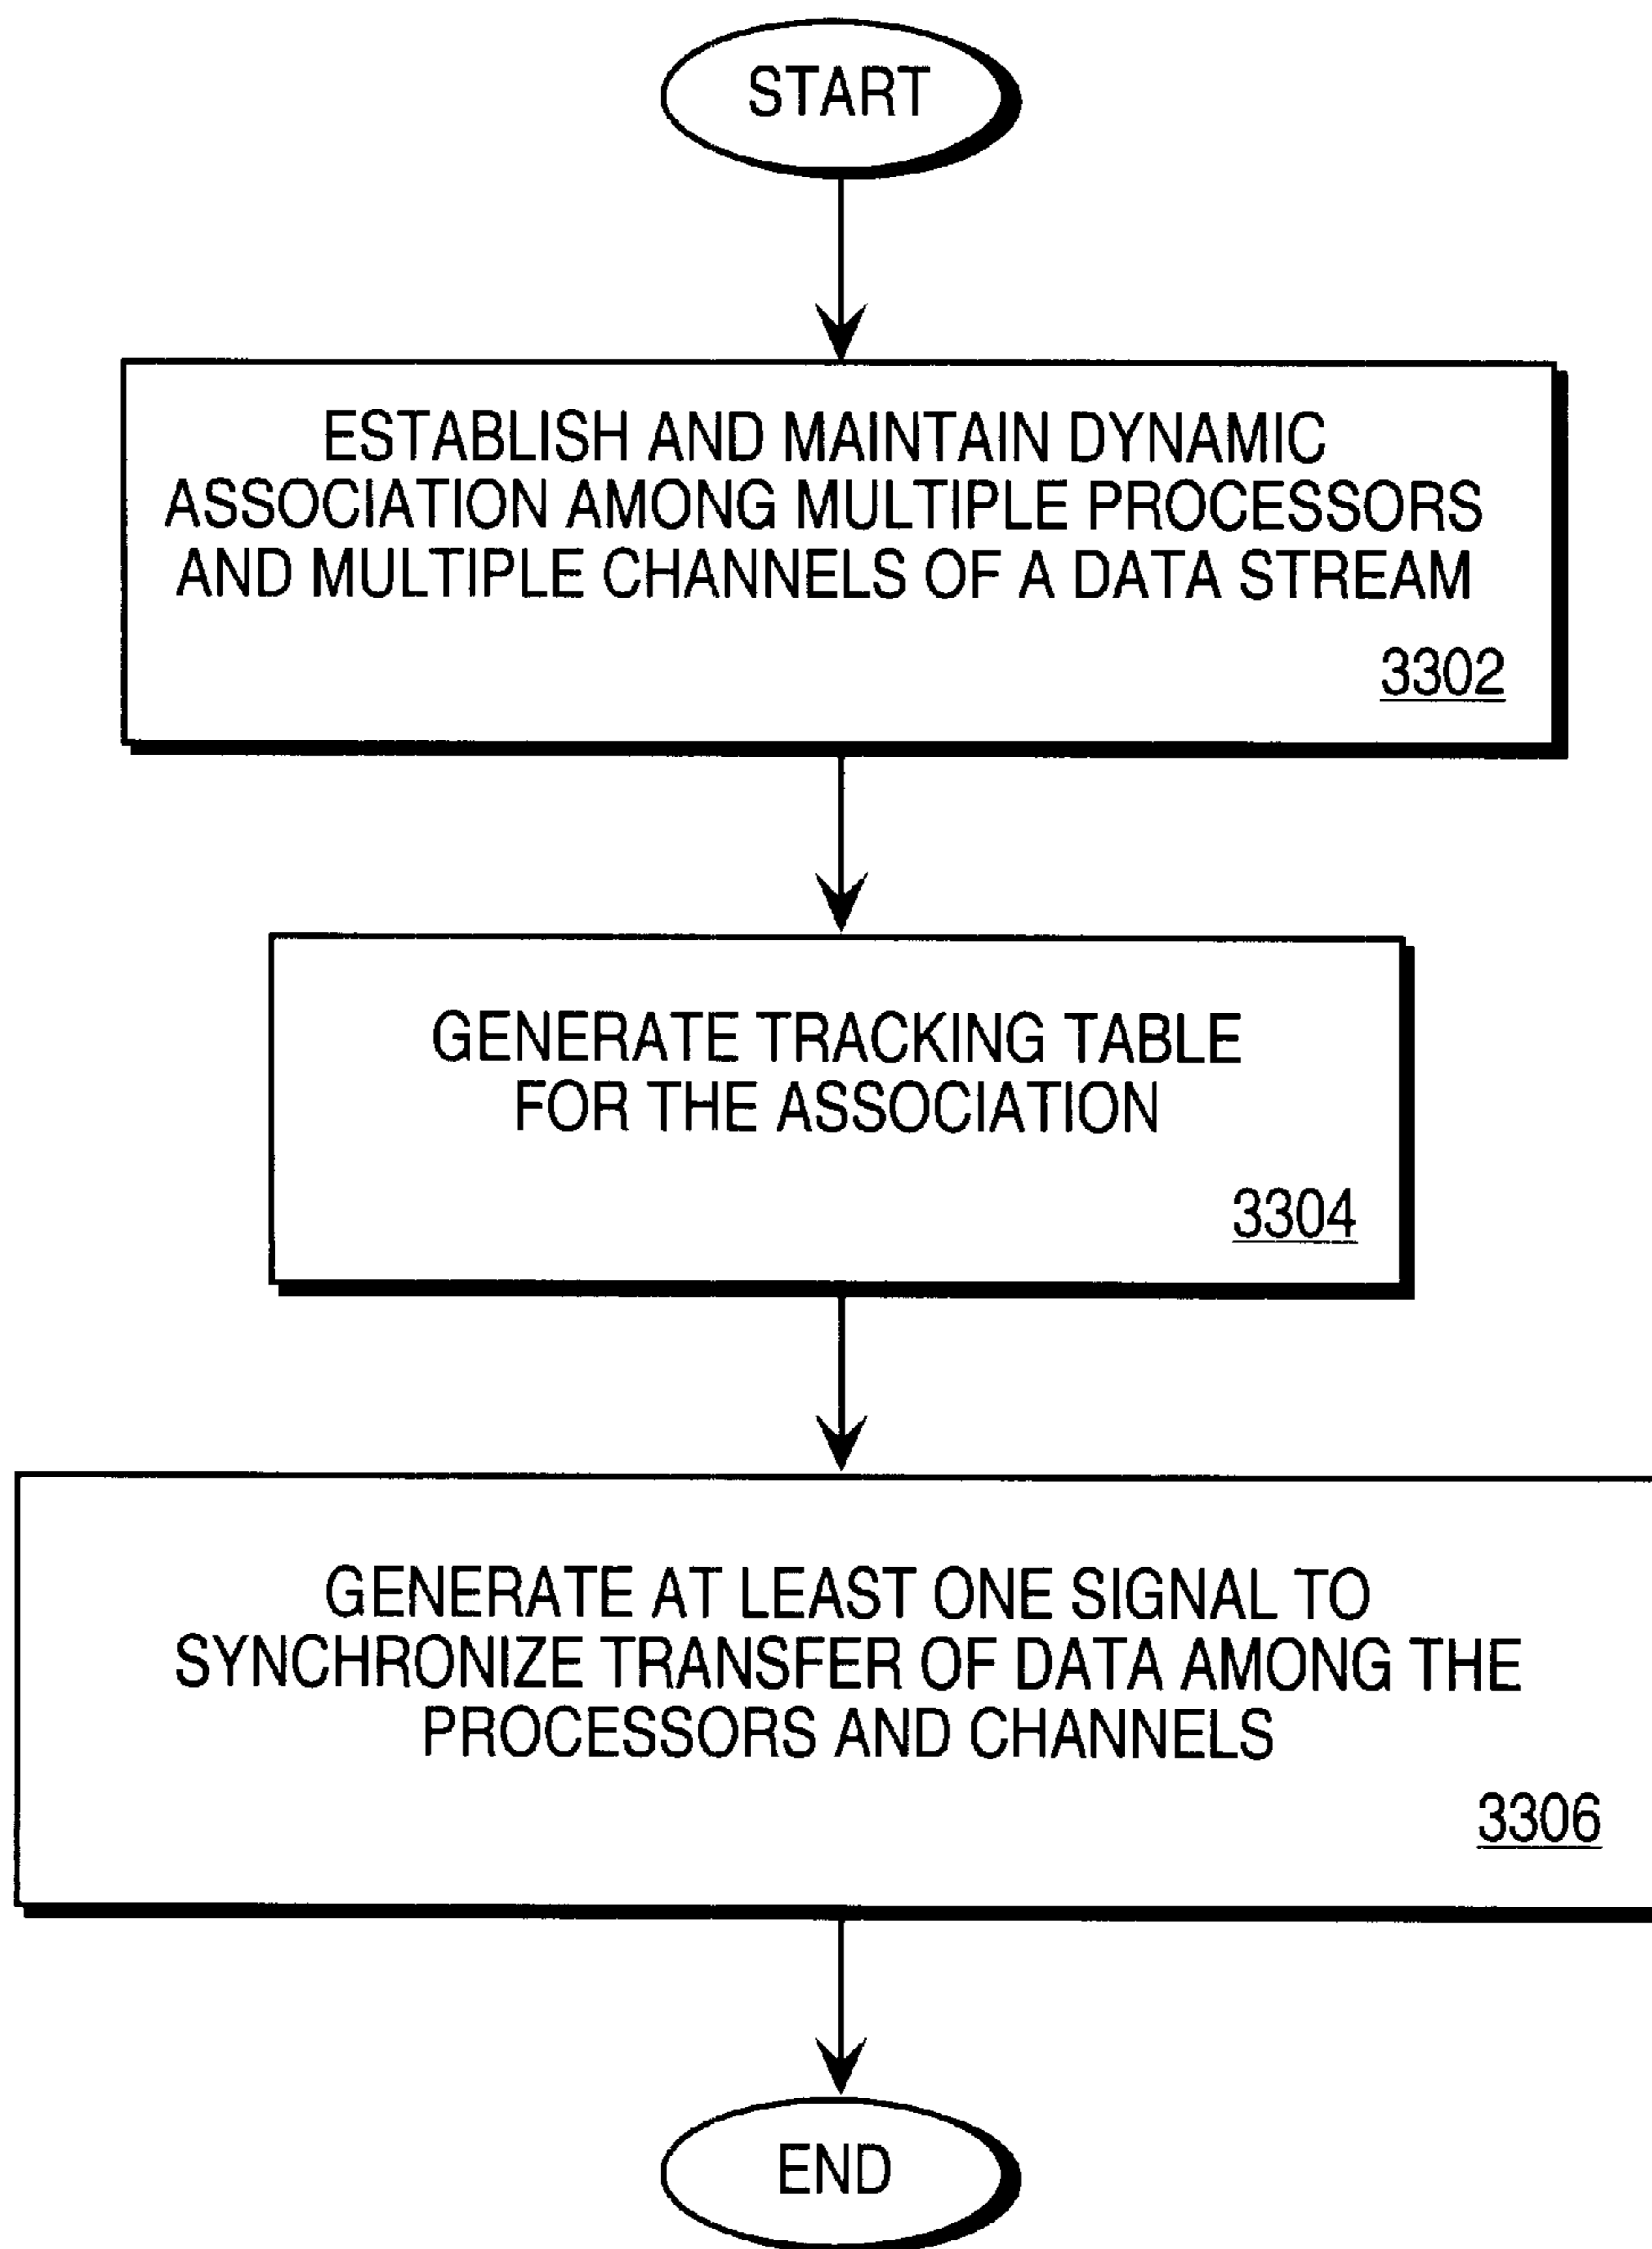 START
ESTABLISH AND MAINTAIN DYNAMIC
ASSOCIATION AMONG MULTIPLE PROCESSORS
AND MULTIPLE CHANNELS OF A DATA STREAM
3302
GENERATE TRACKING TABLE
FOR THE ASSOCIATION
3304
GENERATE AT LEAST ONE SIGNAL TO
SYNCHRONIZE TRANSFER OF DATA AMONG THE
PROCESSORS AND CHANNELS
3306
END